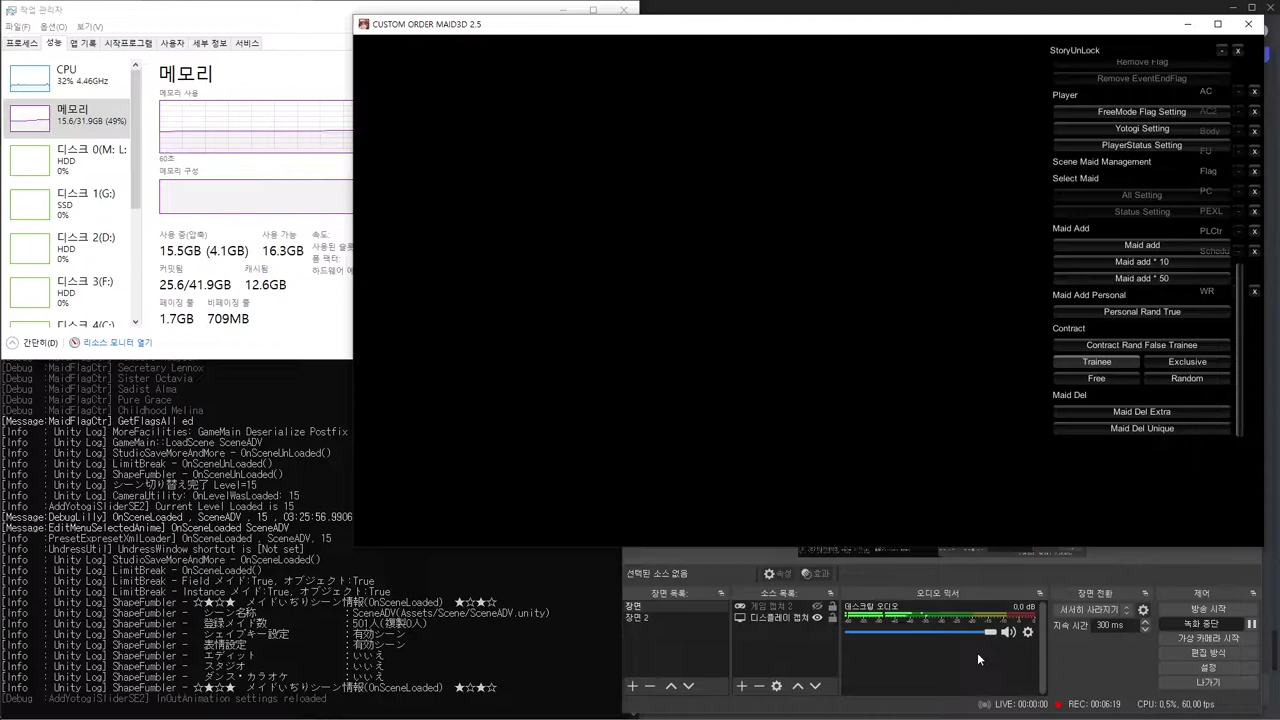 작업 관리자
파일(F) 옵션(O) 보기(V)
프로세스 성능 앱 기록 시작프로그램 사용자 세부 정보 서비스
CPU
32% 4.46GHz
메모리
15.6/31.9GB (49%)
디스크 0(M: L:
HDD
0%
디스크 1(G:)
SSD
0%
디스크 2(D:)
HDD
0%
디스크 3(F:)
HDD
0%
디스크 4(C:)
메모리
메모리 사용
60초
메모리 구성
사용 중(압축) 사용 가능 속도:
15.5GB (4.1GB) 16.3GB
사용된 슬롯
폼 팩터:
하드웨어 예
커밋됨 캐시됨
25.6/41.9GB 12.6GB
페이징 풀 비페이징 풀
1.7GB 709MB
간단히(D) 리소스 모니터 열기
CUSTOM ORDER MAID3D 2.5
StoryUnLock - x
Remove Flag
Remove EventEndFlag
Player
FreeMode Flag Setting
Yotogi Setting
PlayerStatus Setting
Scene Maid Management
Select Maid
All Setting
Status Setting
Maid Add
Maid add
Maid add * 10
Maid add * 50
Maid Add Personal
Personal Rand True
Contract
Contract Rand False Trainee
Trainee Exclusive
Free Random
Maid Del
Maid Del Extra
Maid Del Unique
AC - x
AC2 - x
Body - x
FU - x
Flag - x
PC - x
PEXL - x
PLCtr - x
Schedu - x
WR x
[Debug :MaidFlagCtr] Secretary Lennox
[Debug :MaidFlagCtr] Sister Octavia
[Debug :MaidFlagCtr] Sadist Alma
[Debug :MaidFlagCtr] Pure Grace
[Debug :MaidFlagCtr] Childhood Melina
[Message:MaidFlagCtr] GetFlagsAll ed
[Info : Unity Log] MoreFacilities: GameMain Deserialize Postfix
[Info : Unity Log] GameMain::LoadScene SceneADV
[Info : Unity Log] StudioSaveMoreAndMore - OnSceneUnLoaded()
[Info : Unity Log] LimitBreak - OnSceneUnLoaded()
[Info : Unity Log] ShapeFumbler - OnSceneUnLoaded()
[Info : Unity Log] シーン切り替え完了 Level=15
[Info : Unity Log] CameraUtility: OnLevelWasLoaded: 15
[Info :AddYotogiSliderSE2] Current Level Loaded is 15
[Message:DebugLilly] OnSceneLoaded , SceneADV , 15 , 03:25:56.9906
[Message:EditMenuSelectedAnime] OnSceneLoaded SceneADV
[Info :PresetExpresetXmlLoader] OnSceneLoaded , SceneADV, 15,
[Info :UndressUtil] UndressWindow shortcut is [Not set]
[Info : Unity Log] StudioSaveMoreAndMore - OnSceneLoaded()
[Info : Unity Log] LimitBreak - OnSceneLoaded()
[Info : Unity Log] LimitBreak - Field メイド:True, オブジェクト:True
[Info : Unity Log] LimitBreak - Instance メイド:True, オブジェクト:True
[Info : Unity Log] ShapeFumbler - ☆★☆★ メイドいぢりシーン情報(OnSceneLoaded) ★☆★☆
[Info : Unity Log] ShapeFumbler - シーン名称 : SceneADV(Assets/Scene/SceneADV.unity)
[Info : Unity Log] ShapeFumbler - 登録メイド数 : 501人(複製0人)
[Info : Unity Log] ShapeFumbler - シェイプキー設定 : 有効シーン
[Info : Unity Log] ShapeFumbler - 表情設定 : 有効シーン
[Info : Unity Log] ShapeFumbler - エディット : いいえ
[Info : Unity Log] ShapeFumbler - スタジオ : いいえ
[Info : Unity Log] ShapeFumbler - ダンス・カラオケ : いいえ
[Info : Unity Log] ShapeFumbler - ★☆★☆ メイドいぢりシーン情報(OnSceneLoaded) ★☆★☆
[Debug :AddYotogiSliderSE2] InOutAnimation settings reloaded
선택된 소스 없음 속성 효과
장면 목록: 소스 목록: 오디오 믹서 장면 전환 제어
장면
장면 2
게임 캡쳐 2
디스플레이 캡쳐
데스크탑 오디오 0.0 dB
서서히 사라지기
지속 시간 300 ms
방송 시작
녹화 중단
가상 카메라 시작
편집 방식
설정
나가기
LIVE: 00:00:00 REC: 00:06:19 CPU: 0,5%, 60,00 fps